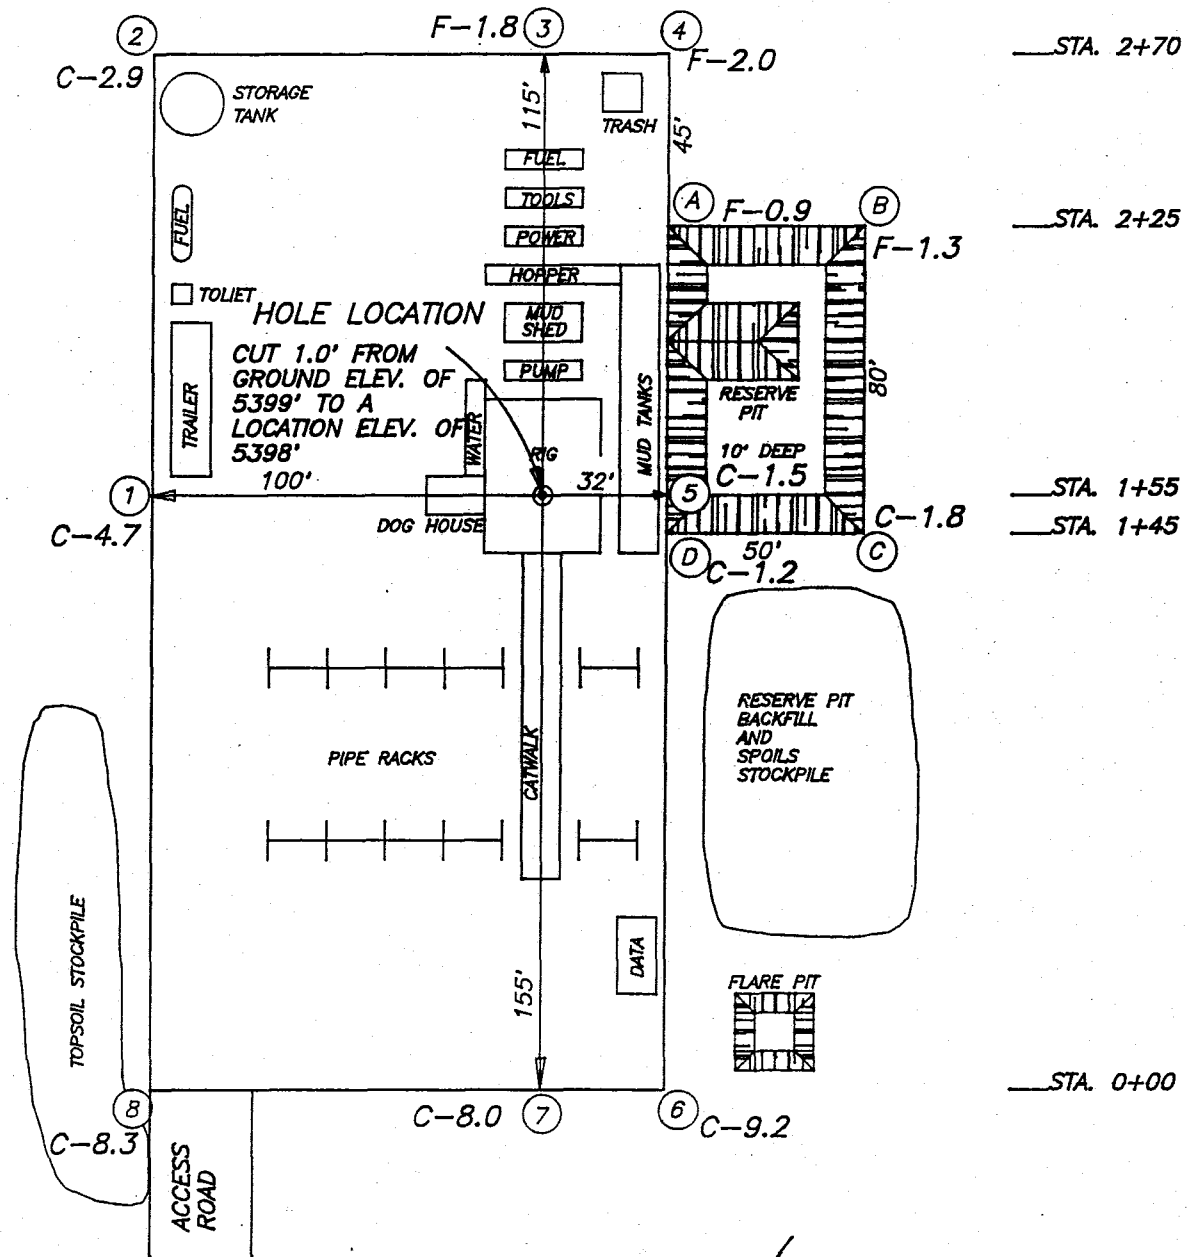 2
F-1.8
3
4
STA. 2+70
C-2.9
F-2.0
STORAGE
TANK
115'
TRASH
45'
FUEL
TOOLS
POWER
HOPPER
MUD
SHED
PUMP
FUEL
TOLIET
TRAILER
HOLE LOCATION
CUT 1.0' FROM
GROUND ELEV. OF
5399' TO A
LOCATION ELEV. OF
5398'
WATER
RIG
MUD TANKS
A
F-0.9
B
STA. 2+25
F-1.3
RESERVE
PIT
80'
10' DEEP
C-1.5
1
100'
32'
5
STA. 1+55
C-4.7
DOG HOUSE
C-1.8
STA. 1+45
D
50'
C
C-1.2
RESERVE PIT
BACKFILL
AND
SPOILS
STOCKPILE
PIPE RACKS
CATWALK
TOPSOIL STOCKPILE
DATA
155'
FLARE PIT
STA. 0+00
8
C-8.0
7
6
C-9.2
C-8.3
ACCESS
ROAD